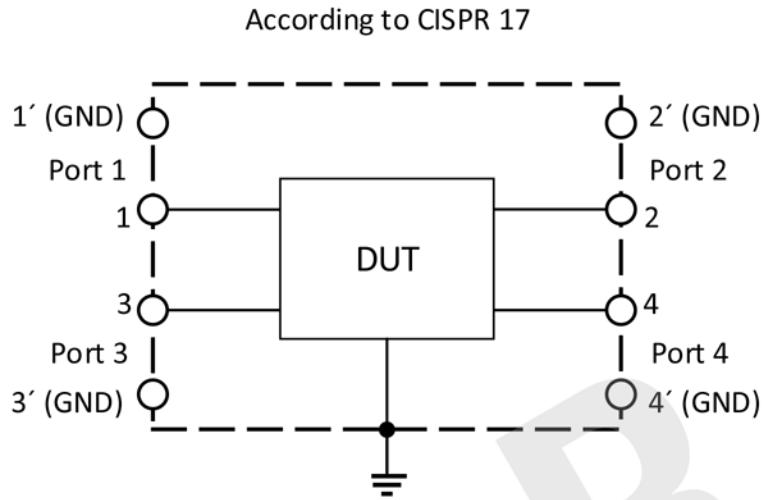 According to CISPR 17
1´ (GND)
2´ (GND)
Port 1
Port 2
1
2
DUT
3
4
Port 3
Port 4
3´ (GND)
4´ (GND)